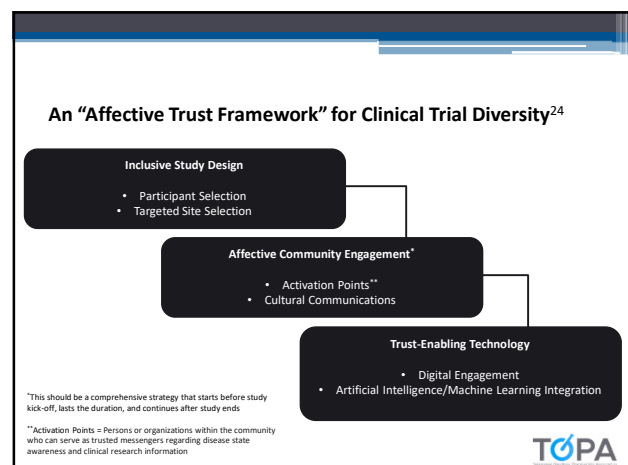 An “Affective Trust Framework” for Clinical Trial Diversity24
Inclusive Study Design
• Participant Selection
• Targeted Site Selection
Affective Community Engagement*
• Activation Points**
• Cultural Communications
Trust-Enabling Technology
• Digital Engagement
• Artificial Intelligence/Machine Learning Integration
*This should be a comprehensive strategy that starts before study
kick-off, lasts the duration, and continues after study ends
**Activation Points = Persons or organizations within the community
who can serve as trusted messengers regarding disease state
awareness and clinical research information
TOPA